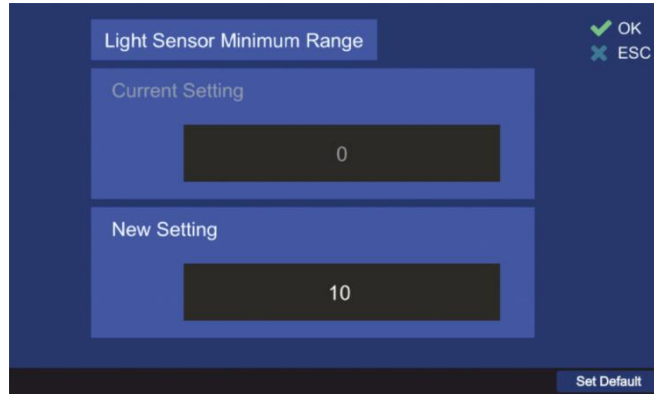 Light Sensor Minimum Range
OK
ESC
Current Setting
0
New Setting
10
Set Default